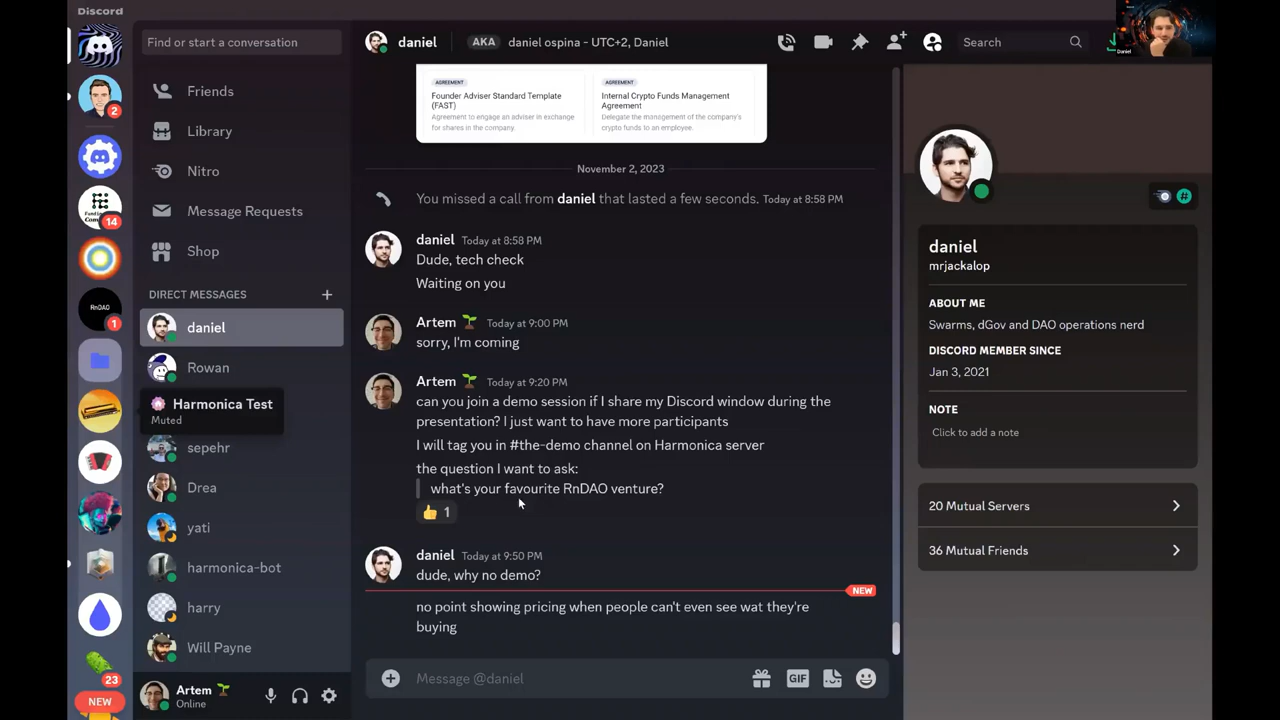 Discord
Find or start a conversation
daniel
AKA
daniel ospina - UTC+2, Daniel
Search
Daniel
Friends
Library
Nitro
Message Requests
Shop
DIRECT MESSAGES
daniel
Rowan
Harmonica Test
Muted
sepehr
Drea
yati
harmonica-bot
harry
Will Payne
Artem
Online
2
14
RnDAO
1
23
NEW
AGREEMENT
Founder Adviser Standard Template
(FAST)
Agreement to engage an adviser in exchange
for shares in the company.
AGREEMENT
Internal Crypto Funds Management
Agreement
Delegate the management of the company's
crypto funds to an employee.
November 2, 2023
You missed a call from daniel that lasted a few seconds. Today at 8:58 PM
daniel Today at 8:58 PM
Dude, tech check
Waiting on you
Artem Today at 9:00 PM
sorry, I'm coming
Artem Today at 9:20 PM
can you join a demo session if I share my Discord window during the
presentation? I just want to have more participants
I will tag you in #the-demo channel on Harmonica server
the question I want to ask:
what's your favourite RnDAO venture?
1
daniel Today at 9:50 PM
dude, why no demo?
NEW
no point showing pricing when people can't even see wat they're
buying
Message @daniel
GIF
daniel
mrjackalop
ABOUT ME
Swarms, dGov and DAO operations nerd
DISCORD MEMBER SINCE
Jan 3, 2021
NOTE
Click to add a note
20 Mutual Servers
36 Mutual Friends